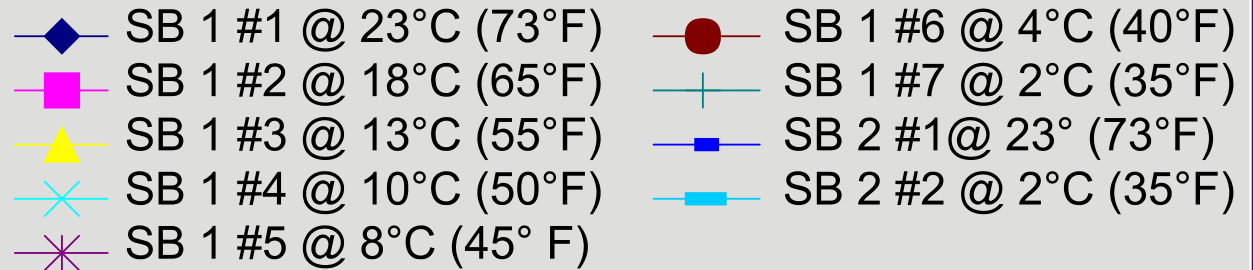 SB 1 #1 @ 23°C (73°F)
SB 1 #2 @ 18°C (65°F)
SB 1 #3 @ 13°C (55°F)
SB 1 #4 @ 10°C (50°F)
SB 1 #5 @ 8°C (45° F)
SB 1 #6 @ 4°C (40°F)
SB 1 #7 @ 2°C (35°F)
SB 2 #1@ 23° (73°F)
SB 2 #2 @ 2°C (35°F)